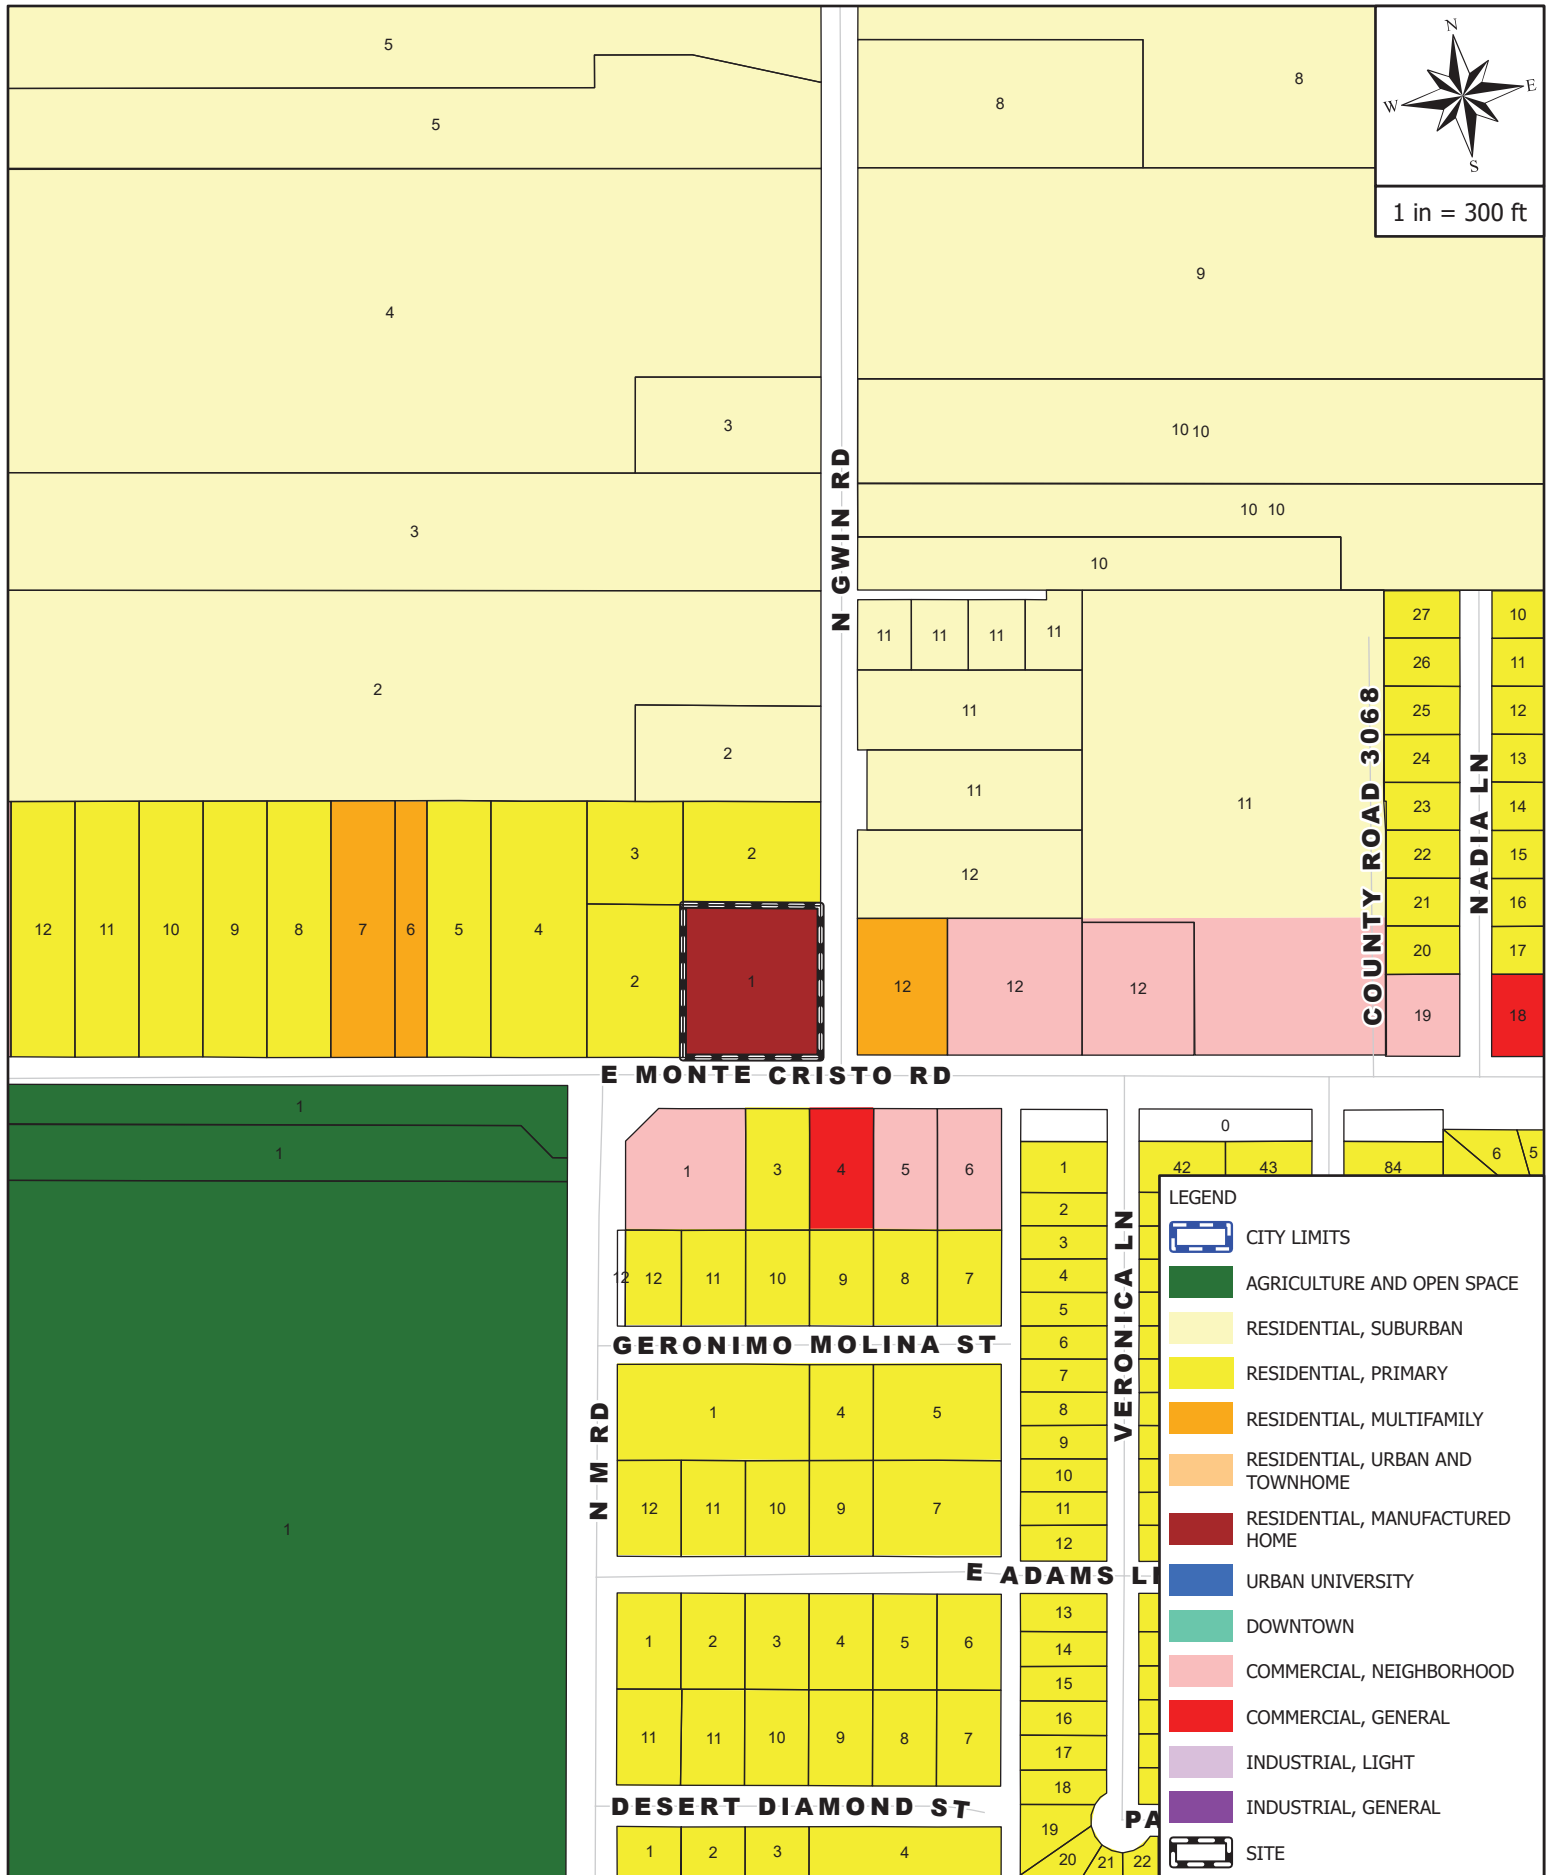 5
8
8
N
W E
S
1 in = 300 ft
5
9
4
3
10 10
3
10 10
10
N GWIN RD
11 11 11 11
27 10
26 11
2
11
25 12
2
24 13
11
11
23 14
COUNTY ROAD 3068
NADIA LN
3 2
12
22 15
21 16
12 11 10 9 8 7 6 5 4
20 17
2 1
12 12 12
19 18
E MONTE CRISTO RD
1
1
0
1 3 4 5 6
1
42 43 84 6 5
2
3
12 12 11 10 9 8 7
4
5
GERONIMO MOLINA ST
6
7
VERONICA LN
1 4 5
8
9
N M RD
10
12 11 10 9 7
11
1
12
E ADAMS LI
13
1 2 3 4 5 6
14
15
16
11 11 10 9 8 7
17
18
DESERT DIAMOND ST
PA
19
1 2 3 4
20 21 22
LEGEND
CITY LIMITS
AGRICULTURE AND OPEN SPACE
RESIDENTIAL, SUBURBAN
RESIDENTIAL, PRIMARY
RESIDENTIAL, MULTIFAMILY
RESIDENTIAL, URBAN AND
TOWNHOME
RESIDENTIAL, MANUFACTURED
HOME
URBAN UNIVERSITY
DOWNTOWN
COMMERCIAL, NEIGHBORHOOD
COMMERCIAL, GENERAL
INDUSTRIAL, LIGHT
INDUSTRIAL, GENERAL
SITE